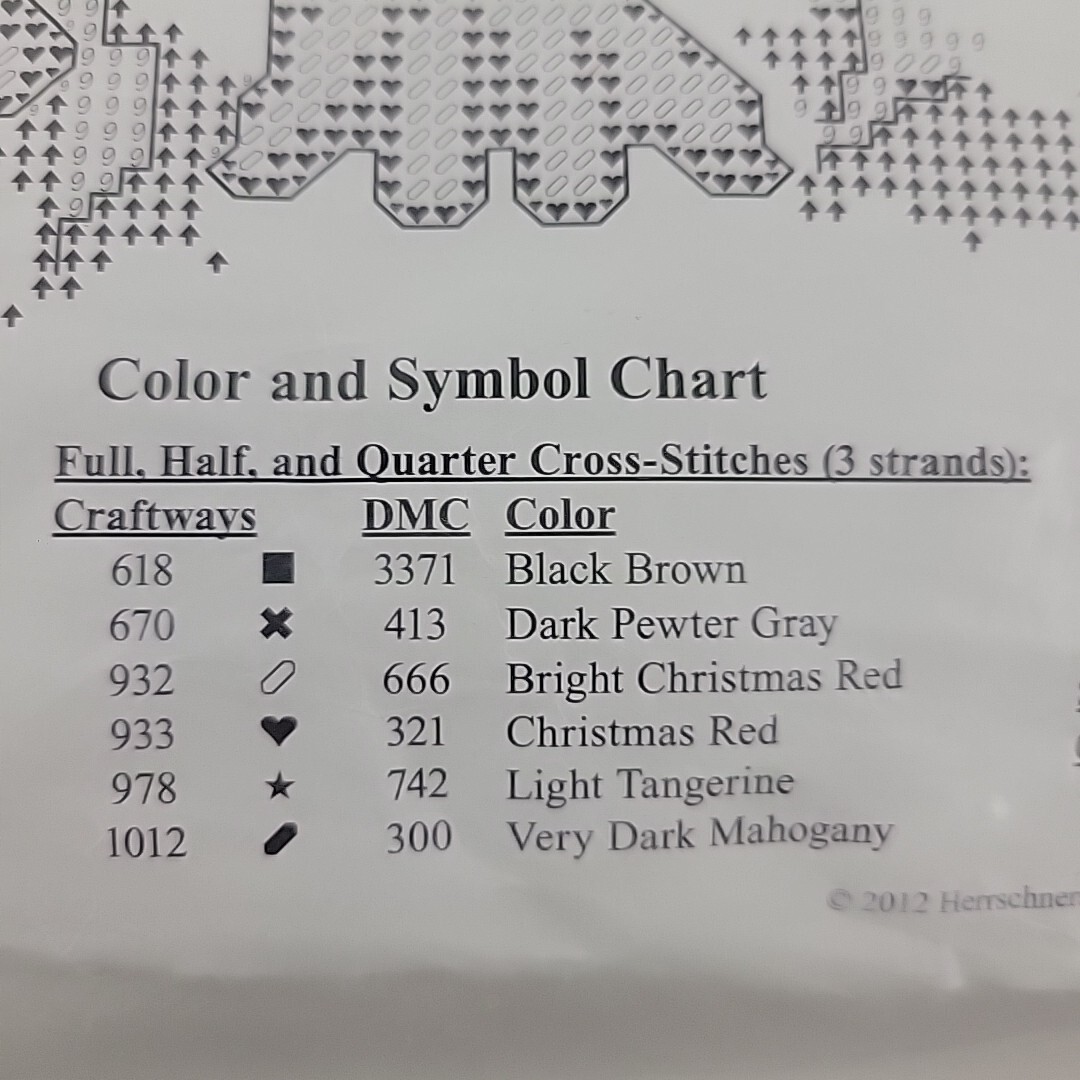 Color and Symbol Chart
Full, Half, and Quarter Cross-Stitches (3 strands):
Craftways DMC Color
618 ■ 3371 Black Brown
670 ✖ 413 Dark Pewter Gray
932 666 Bright Christmas Red
933 ♥ 321 Christmas Red
978 ★ 742 Light Tangerine
1012 300 Very Dark Mahogany
© 2012 Herrschner